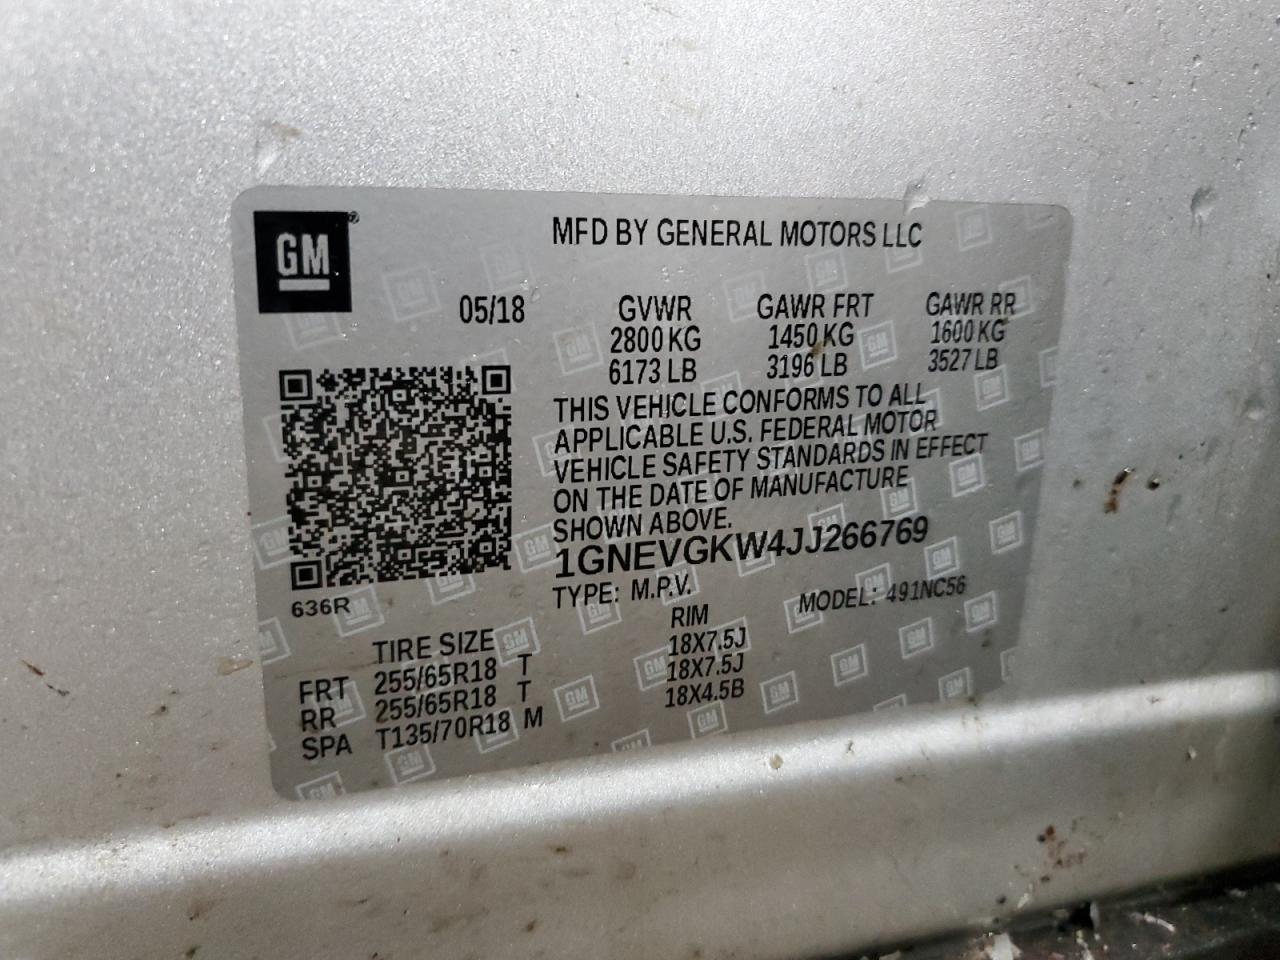 GM
MFD BY GENERAL MOTORS LLC
05/18 GVWR GAWR FRT GAWR RR
2800 KG 1450 KG 1600 KG
6173 LB 3196 LB 3527 LB
THIS VEHICLE CONFORMS TO ALL
APPLICABLE U.S. FEDERAL MOTOR
VEHICLE SAFETY STANDARDS IN EFFECT
ON THE DATE OF MANUFACTURE
SHOWN ABOVE.
1GNEVGKW4JJ266769
TYPE: M.P.V. MODEL: 491NC56
636R
TIRE SIZE RIM
FRT 255/65R18 T 18X7.5J
RR 255/65R18 T 18X7.5J
SPA T135/70R18 M 18X4.5B